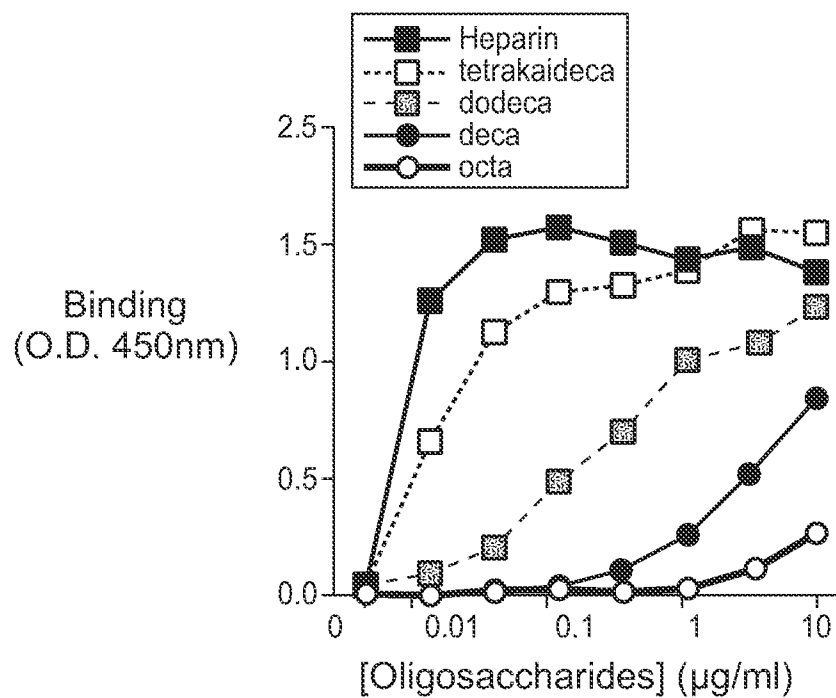 Heparin
tetrakaideca
dodeca
deca
octa
2.5
1.5
1.0
0.5
0.0
Binding
(O.D. 450nm)
0 0.01 0.1 1 10
[Oligosaccharides] (µg/ml)